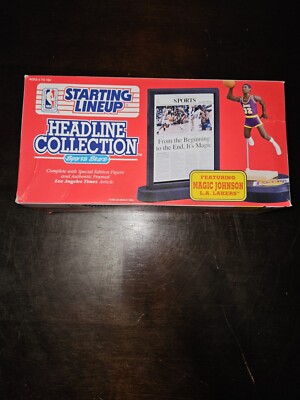 STARTING
LINEUP
HEADLINE
COLLECTION
Sports Stars
Complete with Special Edition Figure
and Authentic, Framed
Los Angeles Times Article
SPORTS
From the Beginning
to the End, It's Magic
FEATURING
MAGIC JOHNSON
L.A. LAKERS